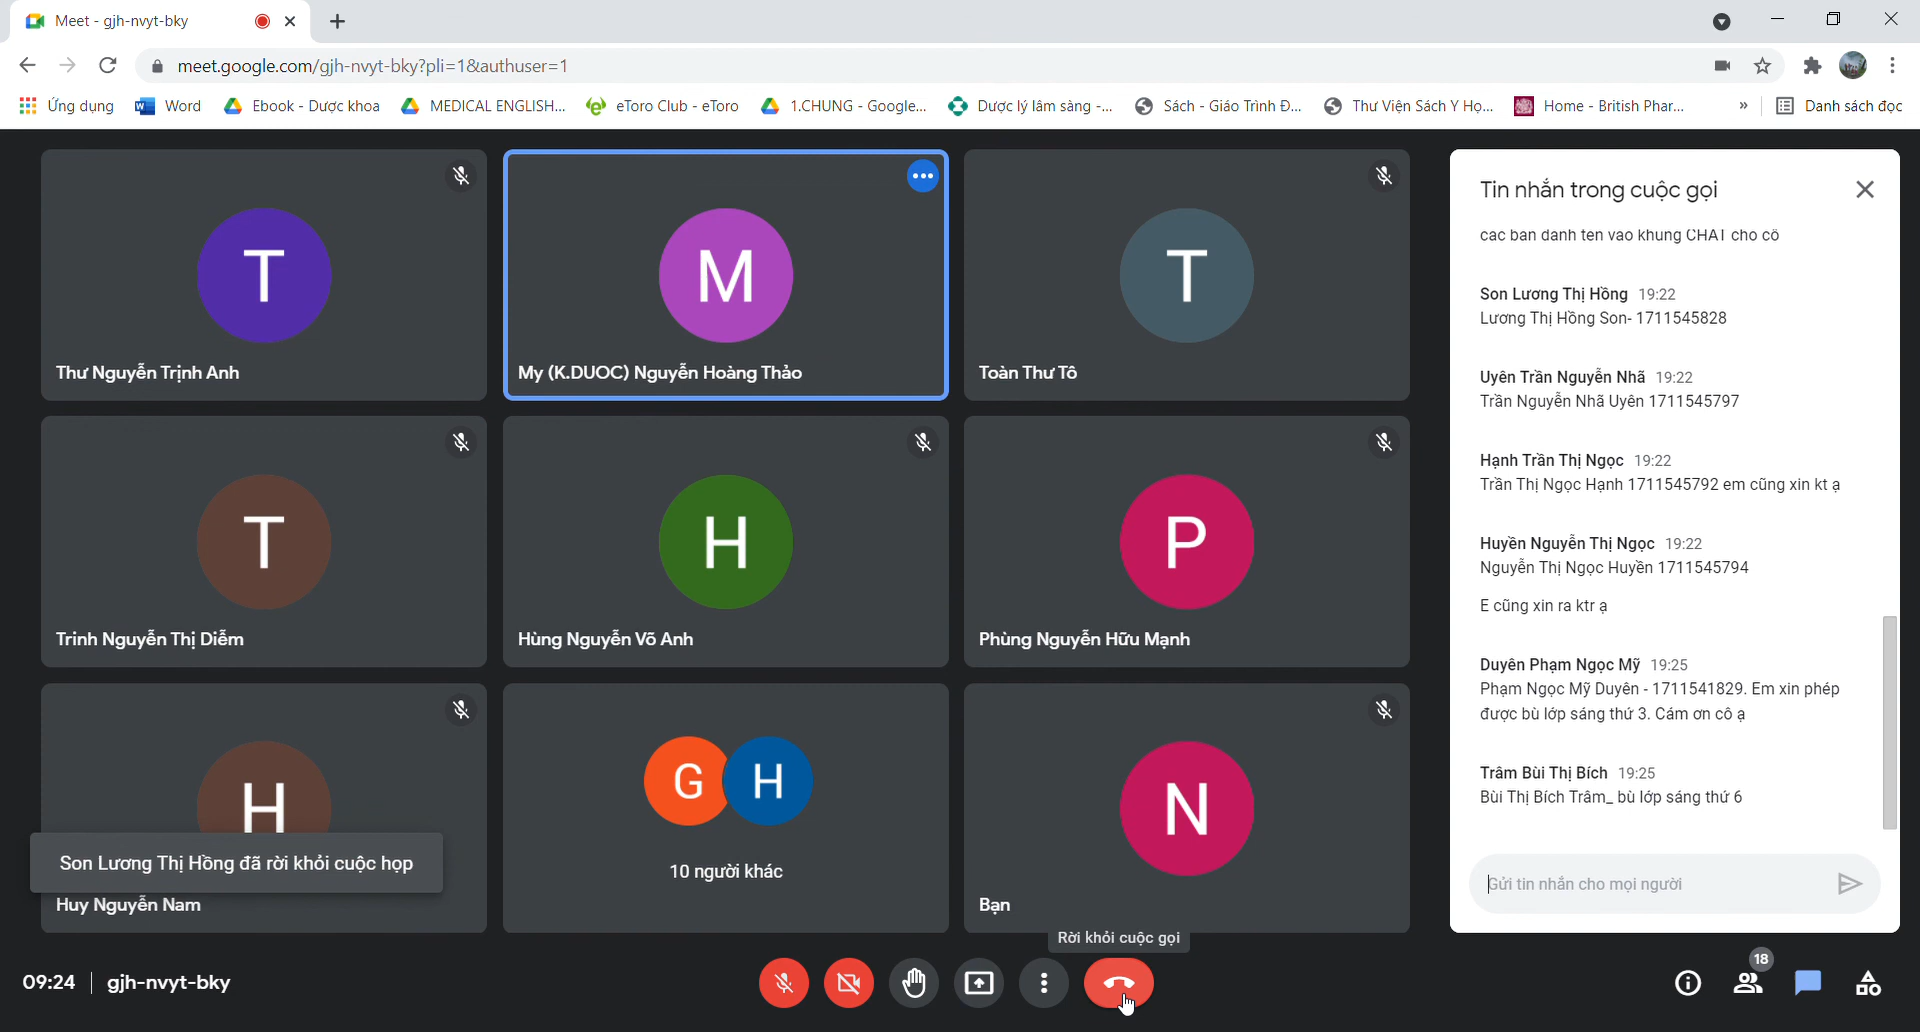 Meet - gjh-nvyt-bky
meet.google.com/gjh-nvyt-bky?pli=1&authuser=1
Ứng dụng Word Ebook - Dược khoa MEDICAL ENGLISH... eToro Club - eToro 1.CHUNG - Google... Dược lý lâm sàng -... Sách - Giáo Trình Đ... Thư Viện Sách Y Họ... Home - British Phar... » Danh sách đọc
T
Thư Nguyễn Trịnh Anh
M
My (K.DUOC) Nguyễn Hoàng Thảo
T
Toàn Thư Tô
T
Trinh Nguyễn Thị Diễm
H
Hùng Nguyễn Võ Anh
P
Phùng Nguyễn Hữu Mạnh
H
Son Lương Thị Hồng đã rời khỏi cuộc họp
Huy Nguyễn Nam
G H
10 người khác
N
Bạn
Rời khỏi cuộc gọi
Tin nhắn trong cuộc gọi
cac ban danh ten vao khung CHAT cho cô
Son Lương Thị Hồng 19:22
Lương Thị Hồng Son- 1711545828
Uyên Trần Nguyễn Nhã 19:22
Trần Nguyễn Nhã Uyên 1711545797
Hạnh Trần Thị Ngọc 19:22
Trần Thị Ngọc Hạnh 1711545792 em cũng xin kt ạ
Huyền Nguyễn Thị Ngọc 19:22
Nguyễn Thị Ngọc Huyền 1711545794
E cũng xin ra ktr ạ
Duyên Phạm Ngọc Mỹ 19:25
Phạm Ngọc Mỹ Duyên - 1711541829. Em xin phép
được bù lớp sáng thứ 3. Cám ơn cô ạ
Trâm Bùi Thị Bích 19:25
Bùi Thị Bích Trâm_ bù lớp sáng thứ 6
Gửi tin nhắn cho mọi người
09:24 | gjh-nvyt-bky
18